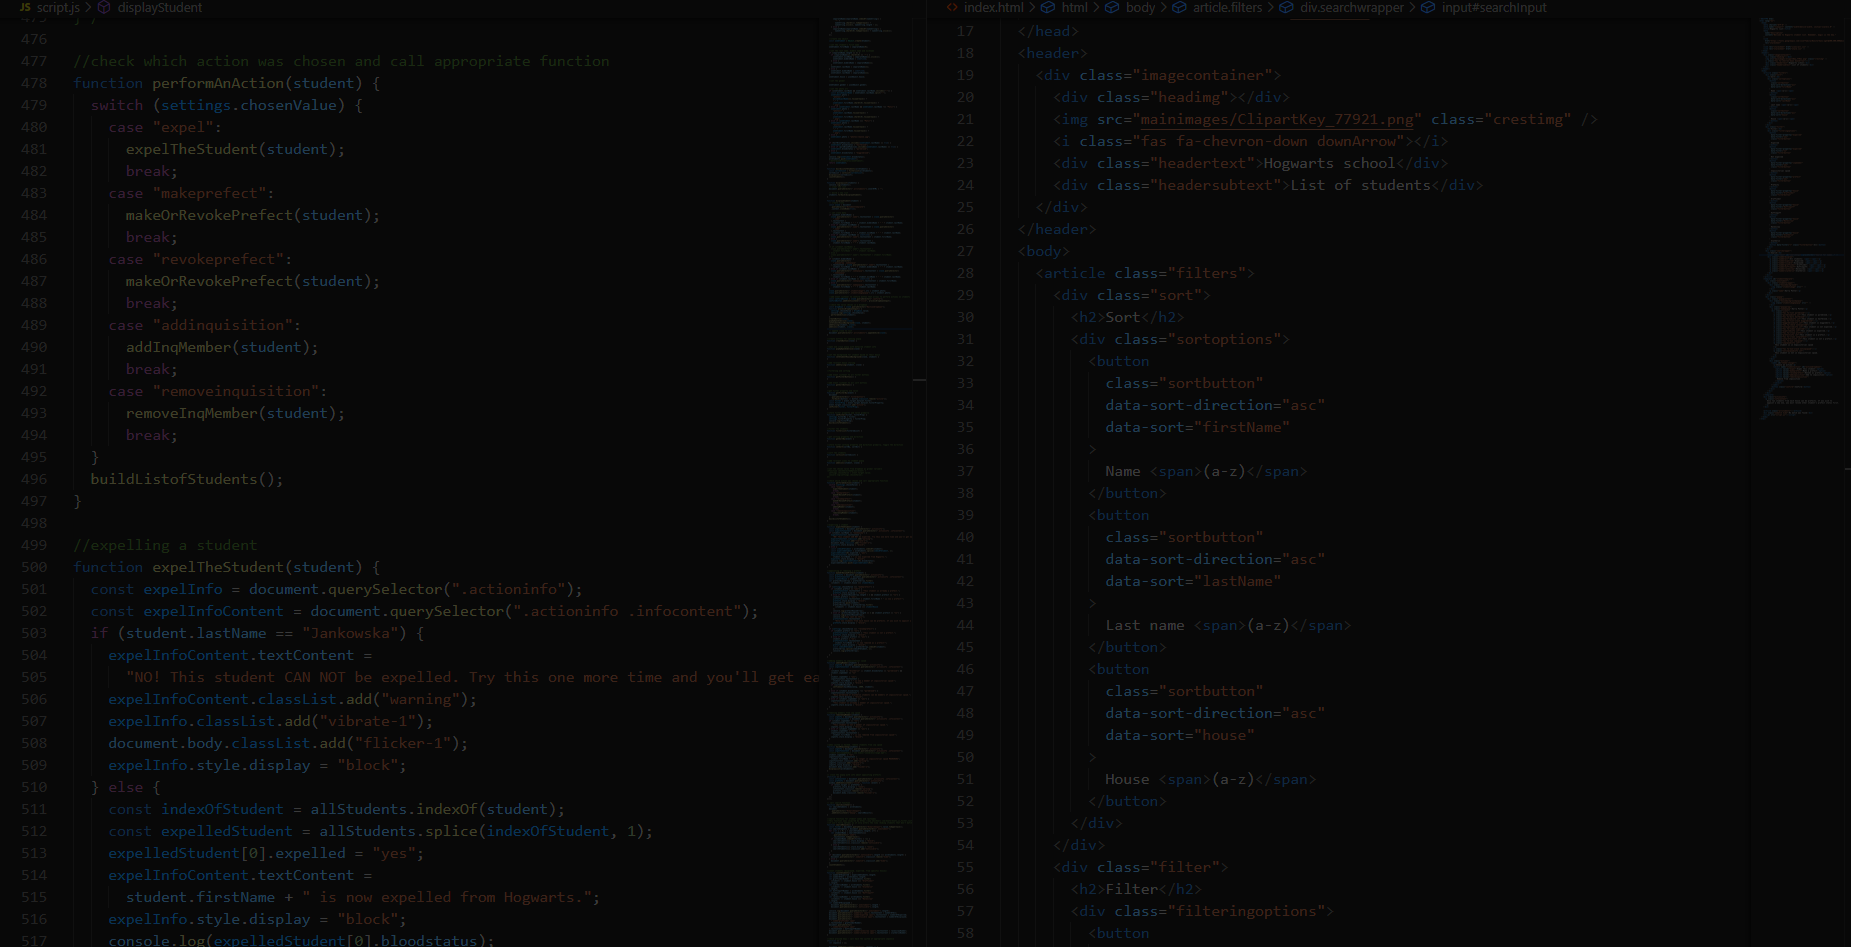 JS script.js > displayStudent
475
476
477 //check which action was chosen and call appropriate function
478 function performAnAction(student) {
479 switch (settings.chosenValue) {
480 case "expel":
481 expelTheStudent(student);
482 break;
483 case "makeprefect":
484 makeOrRevokePrefect(student);
485 break;
486 case "revokeprefect":
487 makeOrRevokePrefect(student);
488 break;
489 case "addinquisition":
490 addInqMember(student);
491 break;
492 case "removeinquisition":
493 removeInqMember(student);
494 break;
495 }
496 buildListofStudents();
497 }
498
499 //expelling a student
500 function expelTheStudent(student) {
501 const expelInfo = document.querySelector(".actioninfo");
502 const expelInfoContent = document.querySelector(".actioninfo .infocontent");
503 if (student.lastName == "Jankowska") {
504 expelInfoContent.textContent =
505 "NO! This student CAN NOT be expelled. Try this one more time and you'll get ea
506 expelInfoContent.classList.add("warning");
507 expelInfo.classList.add("vibrate-1");
508 document.body.classList.add("flicker-1");
509 expelInfo.style.display = "block";
510 } else {
511 const indexOfStudent = allStudents.indexOf(student);
512 const expelledStudent = allStudents.splice(indexOfStudent, 1);
513 expelledStudent[0].expelled = "yes";
514 expelInfoContent.textContent =
515 student.firstName + " is now expelled from Hogwarts.";
516 expelInfo.style.display = "block";
517 console.log(expelledStudent[0].bloodstatus);
<> index.html > html > body > article.filters > div.searchwrapper > input#searchInput
17 </head>
18 <header>
19 <div class="imagecontainer">
20 <div class="headimg"></div>
21 <img src="mainimages/ClipartKey_77921.png" class="crestimg" />
22 <i class="fas fa-chevron-down downArrow"></i>
23 <div class="headertext">Hogwarts school</div>
24 <div class="headersubtext">List of students</div>
25 </div>
26 </header>
27 <body>
28 <article class="filters">
29 <div class="sort">
30 <h2>Sort</h2>
31 <div class="sortoptions">
32 <button
33 class="sortbutton"
34 data-sort-direction="asc"
35 data-sort="firstName"
36 >
37 Name <span>(a-z)</span>
38 </button>
39 <button
40 class="sortbutton"
41 data-sort-direction="asc"
42 data-sort="lastName"
43 >
44 Last name <span>(a-z)</span>
45 </button>
46 <button
47 class="sortbutton"
48 data-sort-direction="asc"
49 data-sort="house"
50 >
51 House <span>(a-z)</span>
52 </button>
53 </div>
54 </div>
55 <div class="filter">
56 <h2>Filter</h2>
57 <div class="filteringoptions">
58 <button